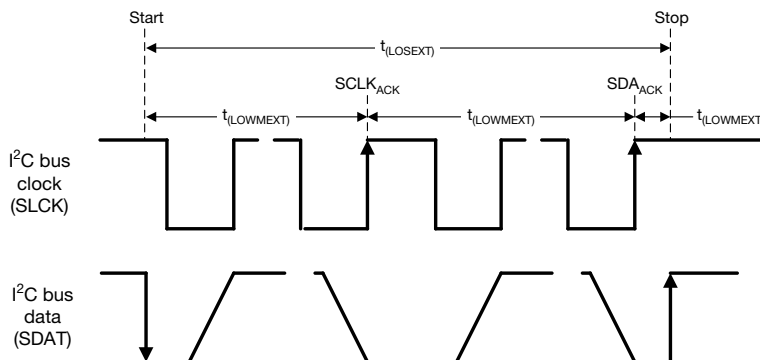 Start Stop
t(LOSEXT)
SCLKACK SDAACK
t(LOWMEXT) t(LOWMEXT) t(LOWMEXT)
I²C bus
clock
(SLCK)
I²C bus
data
(SDAT)